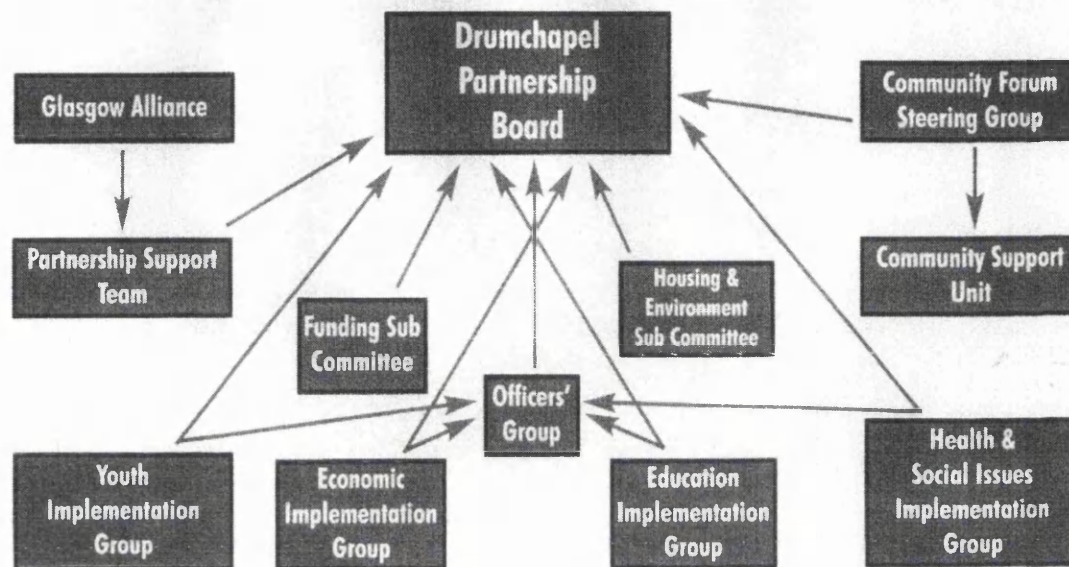 Drumchapel
Partnership
Board
Glasgow Alliance
Community Forum
Steering Group
Partnership Support
Team
Community Support
Unit
Funding Sub
Committee
Housing &
Environment
Sub Committee
Officers'
Group
Youth
Implementation
Group
Economic
Implementation
Group
Education
Implementation
Group
Health &
Social Issues
Implementation
Group